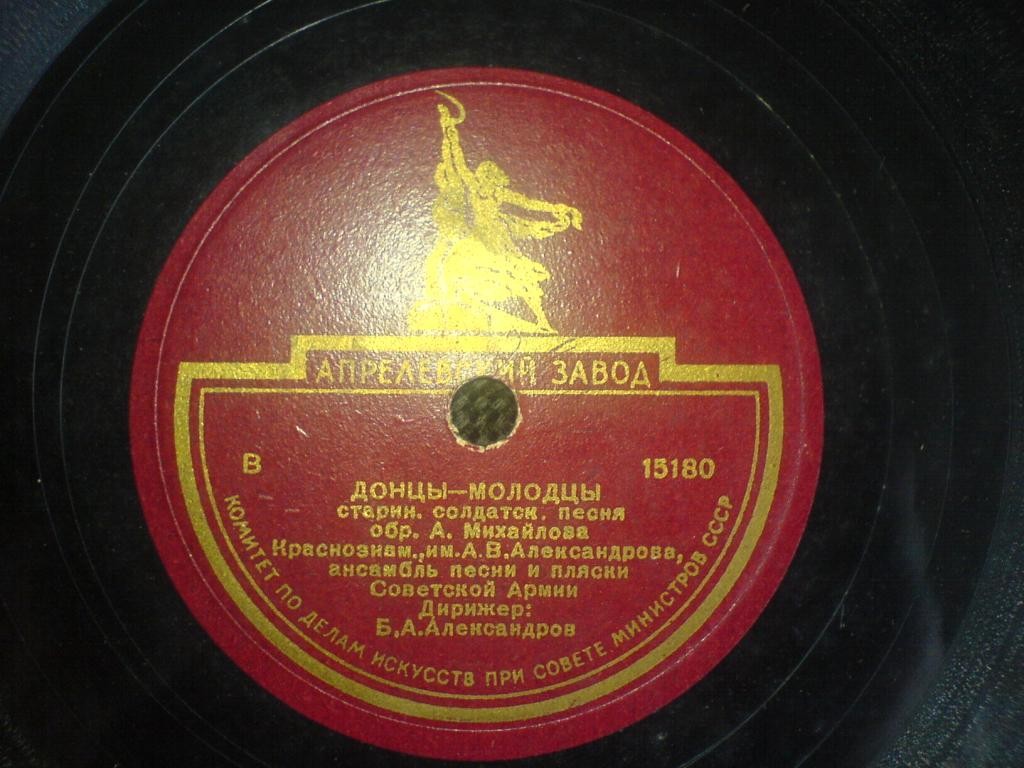 АПРЕЛЕВСКИЙ ЗАВОД
В 15180
ДОНЦЫ—МОЛОДЦЫ
старин. солдатск. песня
обр. А. Михайлова
Краснознам. им. А.В. Александрова,
ансамбль песни и пляски
Советской Армии
Дирижер:
Б.А.Александров
КОМИТЕТ ПО ДЕЛАМ ИСКУССТВ ПРИ СОВЕТЕ МИНИСТРОВ СССР